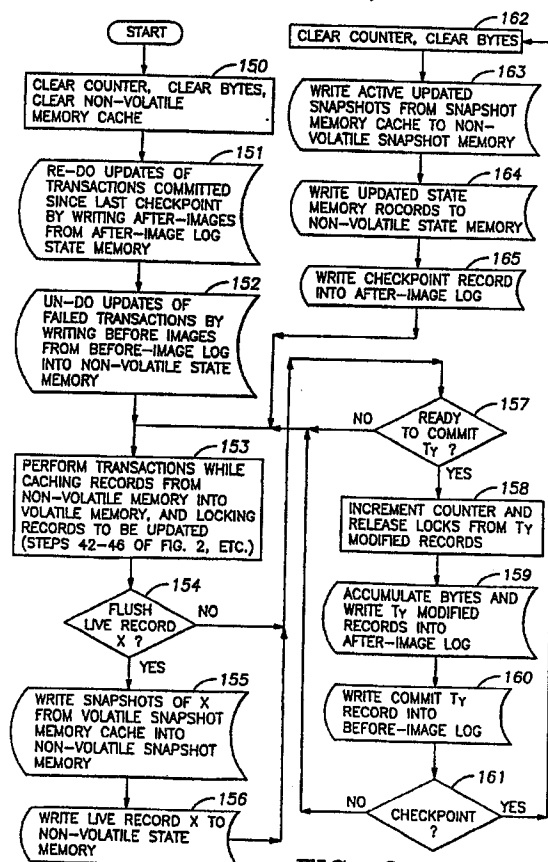 START
150
CLEAR COUNTER, CLEAR BYTES,
CLEAR NON-VOLATILE
MEMORY CACHE
151
RE-DO UPDATES OF
TRANSACTIONS COMMITTED
SINCE LAST CHECKPOINT
BY WRITING AFTER-IMAGES
FROM AFTER-IMAGE LOG
STATE MEMORY
152
UN-DO UPDATES OF
FAILED TRANSACTIONS BY
WRITING BEFORE IMAGES
FROM BEFORE-IMAGE LOG
INTO NON-VOLATILE STATE
MEMORY
153
PERFORM TRANSACTIONS WHILE
CACHING RECORDS FROM
NON-VOLATILE MEMORY INTO
VOLATILE MEMORY, AND LOCKING
RECORDS TO BE UPDATED
(STEPS 42-46 OF FIG. 2, ETC.)
154
FLUSH
LIVE RECORD
X ?
NO
YES
155
WRITE SNAPSHOTS OF X
FROM VOLATILE SNAPSHOT
MEMORY CACHE INTO
NON-VOLATILE SNAPSHOT
MEMORY
156
WRITE LIVE RECORD X TO
NON-VOLATILE STATE
MEMORY
162
CLEAR COUNTER, CLEAR BYTES
163
WRITE ACTIVE UPDATED
SNAPSHOTS FROM SNAPSHOT
MEMORY CACHE TO NON-
VOLATILE SNAPSHOT MEMORY
164
WRITE UPDATED STATE
MEMORY ROCORDS TO
NON-VOLATILE STATE MEMORY
165
WRITE CHECKPOINT RECORD
INTO AFTER-IMAGE LOG
157
NO
READY
TO COMMIT
TY ?
YES
158
INCREMENT COUNTER AND
RELEASE LOCKS FROM TY
MODIFIED RECORDS
159
ACCUMULATE BYTES AND
WRITE TY MODIFIED
RECORDS INTO
AFTER-IMAGE LOG
160
WRITE COMMIT TY
RECORD INTO
BEFORE-IMAGE LOG
161
NO
CHECKPOINT
?
YES